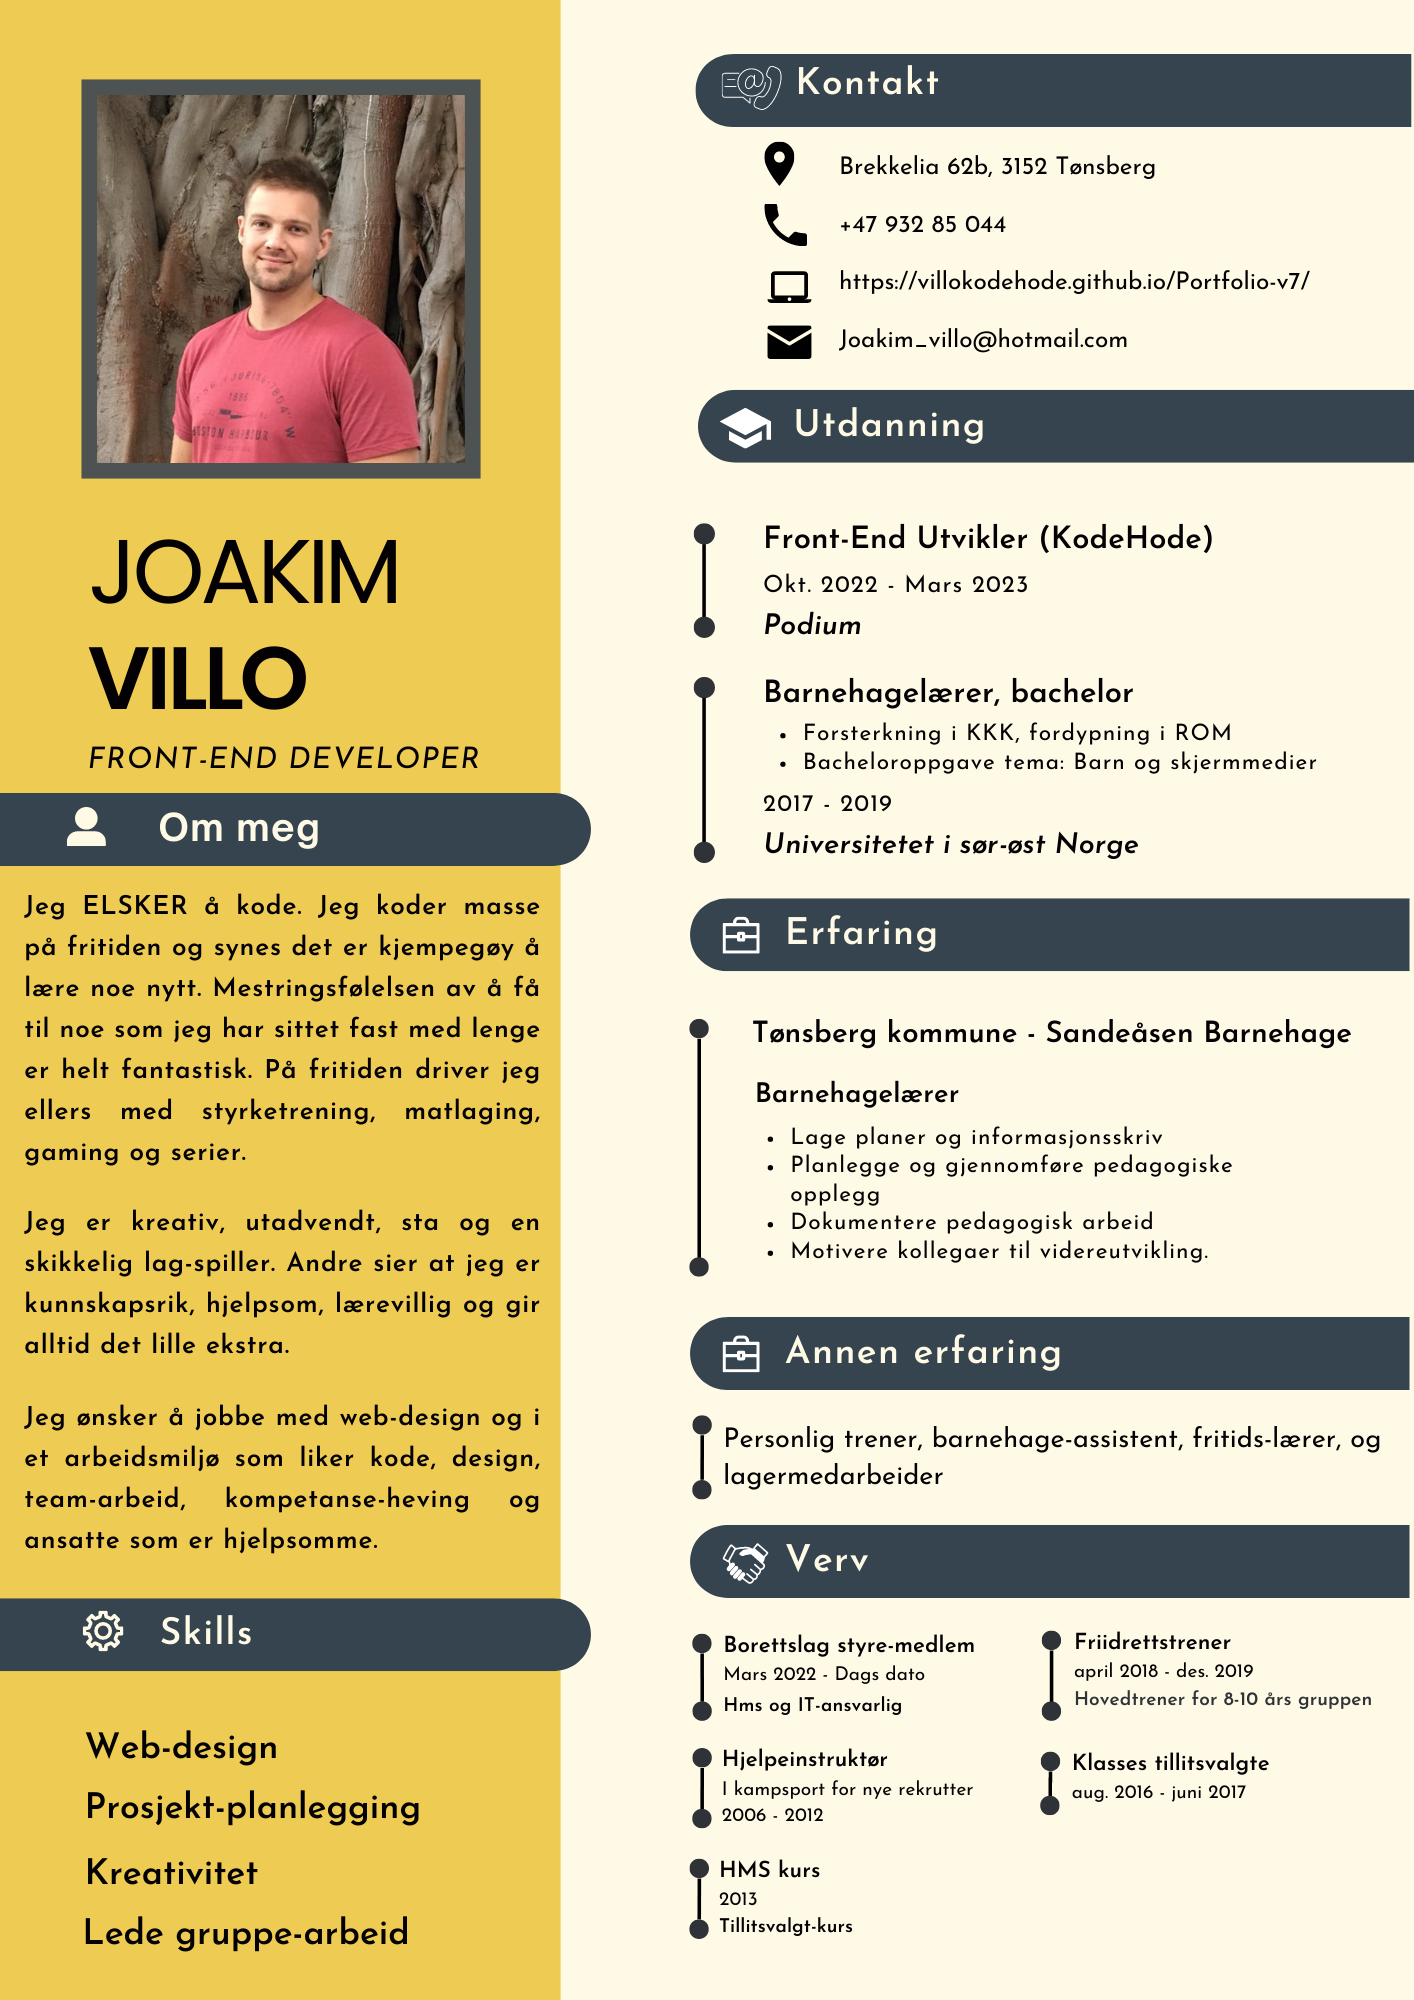 JOAKIM
VILLO
FRONT-END DEVELOPER
Om meg
Jeg ELSKER å kode. Jeg koder masse
på fritiden og synes det er kjempegøy å
lære noe nytt. Mestringsfølelsen av å få
til noe som jeg har sittet fast med lenge
er helt fantastisk. På fritiden driver jeg
ellers med styrketrening, matlaging,
gaming og serier.
Jeg er kreativ, utadvendt, sta og en
skikkelig lag-spiller. Andre sier at jeg er
kunnskapsrik, hjelpsom, lærevillig og gir
alltid det lille ekstra.
Jeg ønsker å jobbe med web-design og i
et arbeidsmiljø som liker kode, design,
team-arbeid, kompetanse-heving og
ansatte som er hjelpsomme.
Skills
Web-design
Prosjekt-planlegging
Kreativitet
Lede gruppe-arbeid
Kontakt
Brekkelia 62b, 3152 Tønsberg
+47 932 85 044
https://villokodehode.github.io/Portfolio-v7/
Joakim_villo@hotmail.com
Utdanning
Front-End Utvikler (KodeHode)
Okt. 2022 - Mars 2023
Podium
Barnehagelærer, bachelor
• Forsterkning i KKK, fordypning i ROM
• Bacheloroppgave tema: Barn og skjermmedier
2017 - 2019
Universitetet i sør-øst Norge
Erfaring
Tønsberg kommune - Sandeåsen Barnehage
Barnehagelærer
• Lage planer og informasjonsskriv
• Planlegge og gjennomføre pedagogiske
opplegg
• Dokumentere pedagogisk arbeid
• Motivere kollegaer til videreutvikling.
Annen erfaring
Personlig trener, barnehage-assistent, fritids-lærer, og
lagermedarbeider
Verv
Borettslag styre-medlem
Mars 2022 - Dags dato
Hms og IT-ansvarlig
Hjelpeinstruktør
I kampsport for nye rekrutter
2006 - 2012
HMS kurs
2013
Tillitsvalgt-kurs
Friidrettstrener
april 2018 - des. 2019
Hovedtrener for 8-10 års gruppen
Klasses tillitsvalgte
aug. 2016 - juni 2017